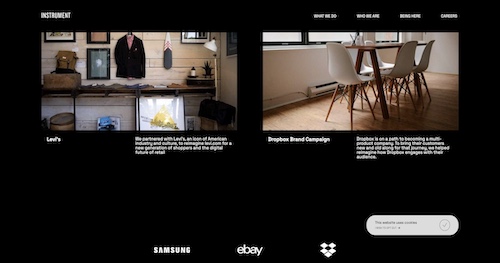 INSTRUMENT
WHAT WE DO
WHO WE ARE
BEING HERE
CAREERS
Levi's
We partnered with Levi's, an icon of American
industry and culture, to reimagine levi.com for a
new generation of shoppers and the digital
future of retail
Dropbox Brand Campaign
Dropbox is on a path to becoming a multi-
product company. To bring their customers
new and old along for that journey, we helped
reimagine how Dropbox engages with their
audience.
This website uses cookies
SAMSUNG
ebay